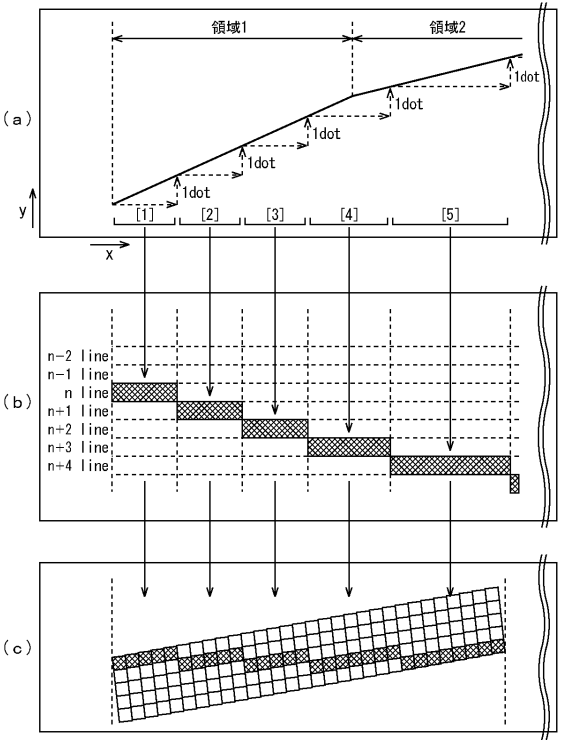 領域1
領域2
(a)
1dot
1dot
1dot
1dot
1dot
y
x
[1]
[2]
[3]
[4]
[5]
(b)
n-2 line
n-1 line
n line
n+1 line
n+2 line
n+3 line
n+4 line
(c)